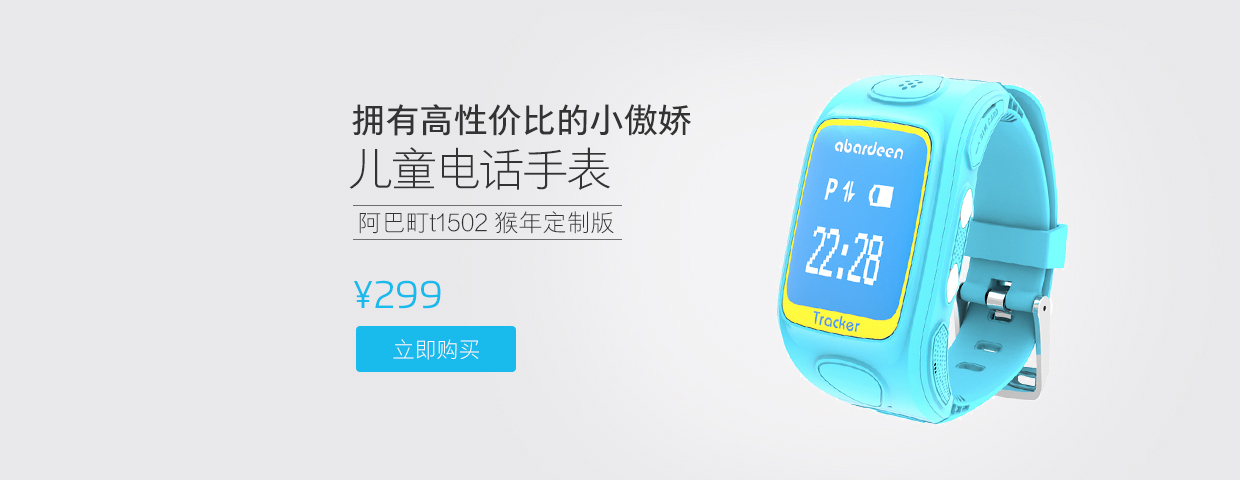 拥有高性价比的小傲娇
儿童电话手表
阿巴町t1502 猴年定制版
¥299
立即购买
abardeen
P
22:28
Tracker